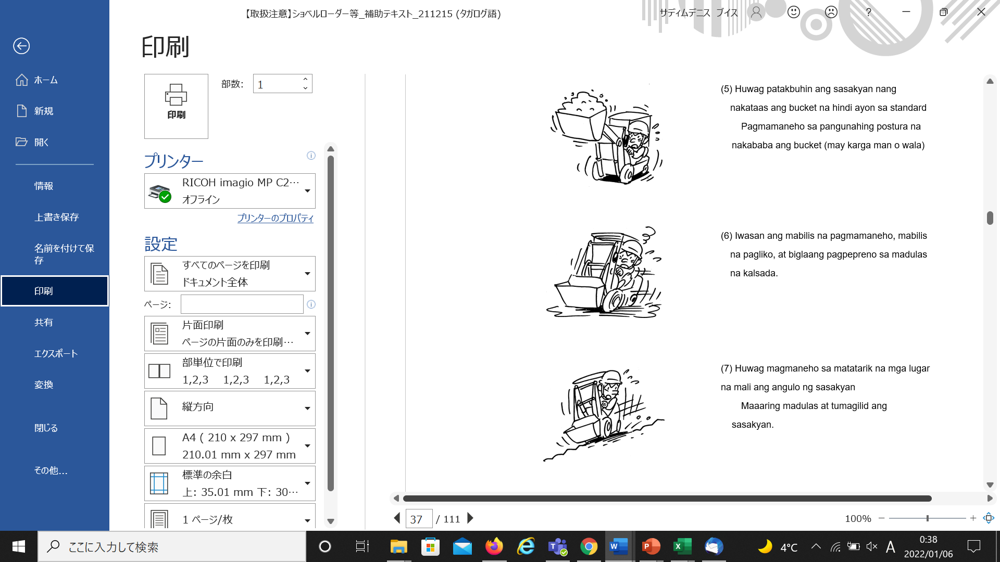 【取扱注意】ショベルローダー等_補助テキスト_211215 (タガログ語)
サディムデニス ブイス
?
印刷
ホーム
新規
開く
情報
上書き保存
名前を付けて保
存
印刷
共有
エクスポート
変換
閉じる
その他...
印刷
部数: 1
プリンター
RICOH imagio MP C2…
オフライン
プリンターのプロパティ
設定
すべてのページを印刷
ドキュメント全体
ページ:
片面印刷
ページの片面のみを印刷…
部単位で印刷
1,2,3 1,2,3 1,2,3
縦方向
A4 ( 210 x 297 mm )
210.01 mm x 297 mm
標準の余白
上: 35.01 mm 下: 30…
1 ページ/枚
(5) Huwag patakbuhin ang sasakyan nang
nakataas ang bucket na hindi ayon sa standard
Pagmamaneho sa pangunahing postura na
nakababa ang bucket (may karga man o wala)
(6) Iwasan ang mabilis na pagmamaneho, mabilis
na pagliko, at biglaang pagpepreno sa madulas
na kalsada.
(7) Huwag magmaneho sa matatarik na mga lugar
na mali ang angulo ng sasakyan
Maaaring madulas at tumagilid ang
sasakyan.
37 / 111
100%
ここに入力して検索
4°C
A
0:38
2022/01/06